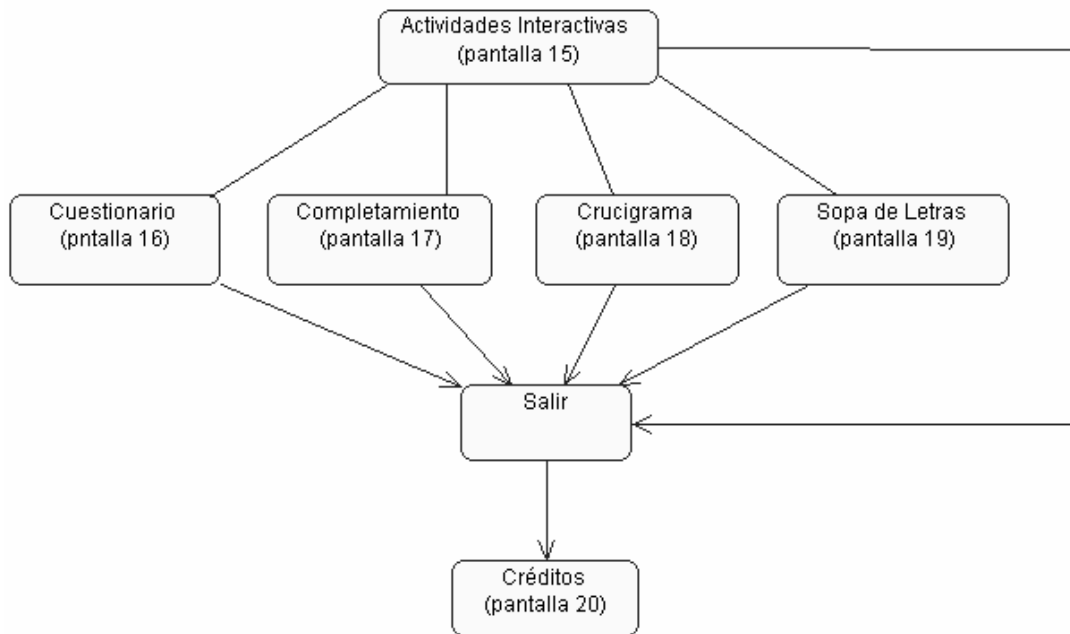 Actividades Interactivas
(pantalla 15)
Cuestionario
(pntalla 16)
Completamiento
(pantalla 17)
Crucigrama
(pantalla 18)
Sopa de Letras
(pantalla 19)
Salir
Créditos
(pantalla 20)